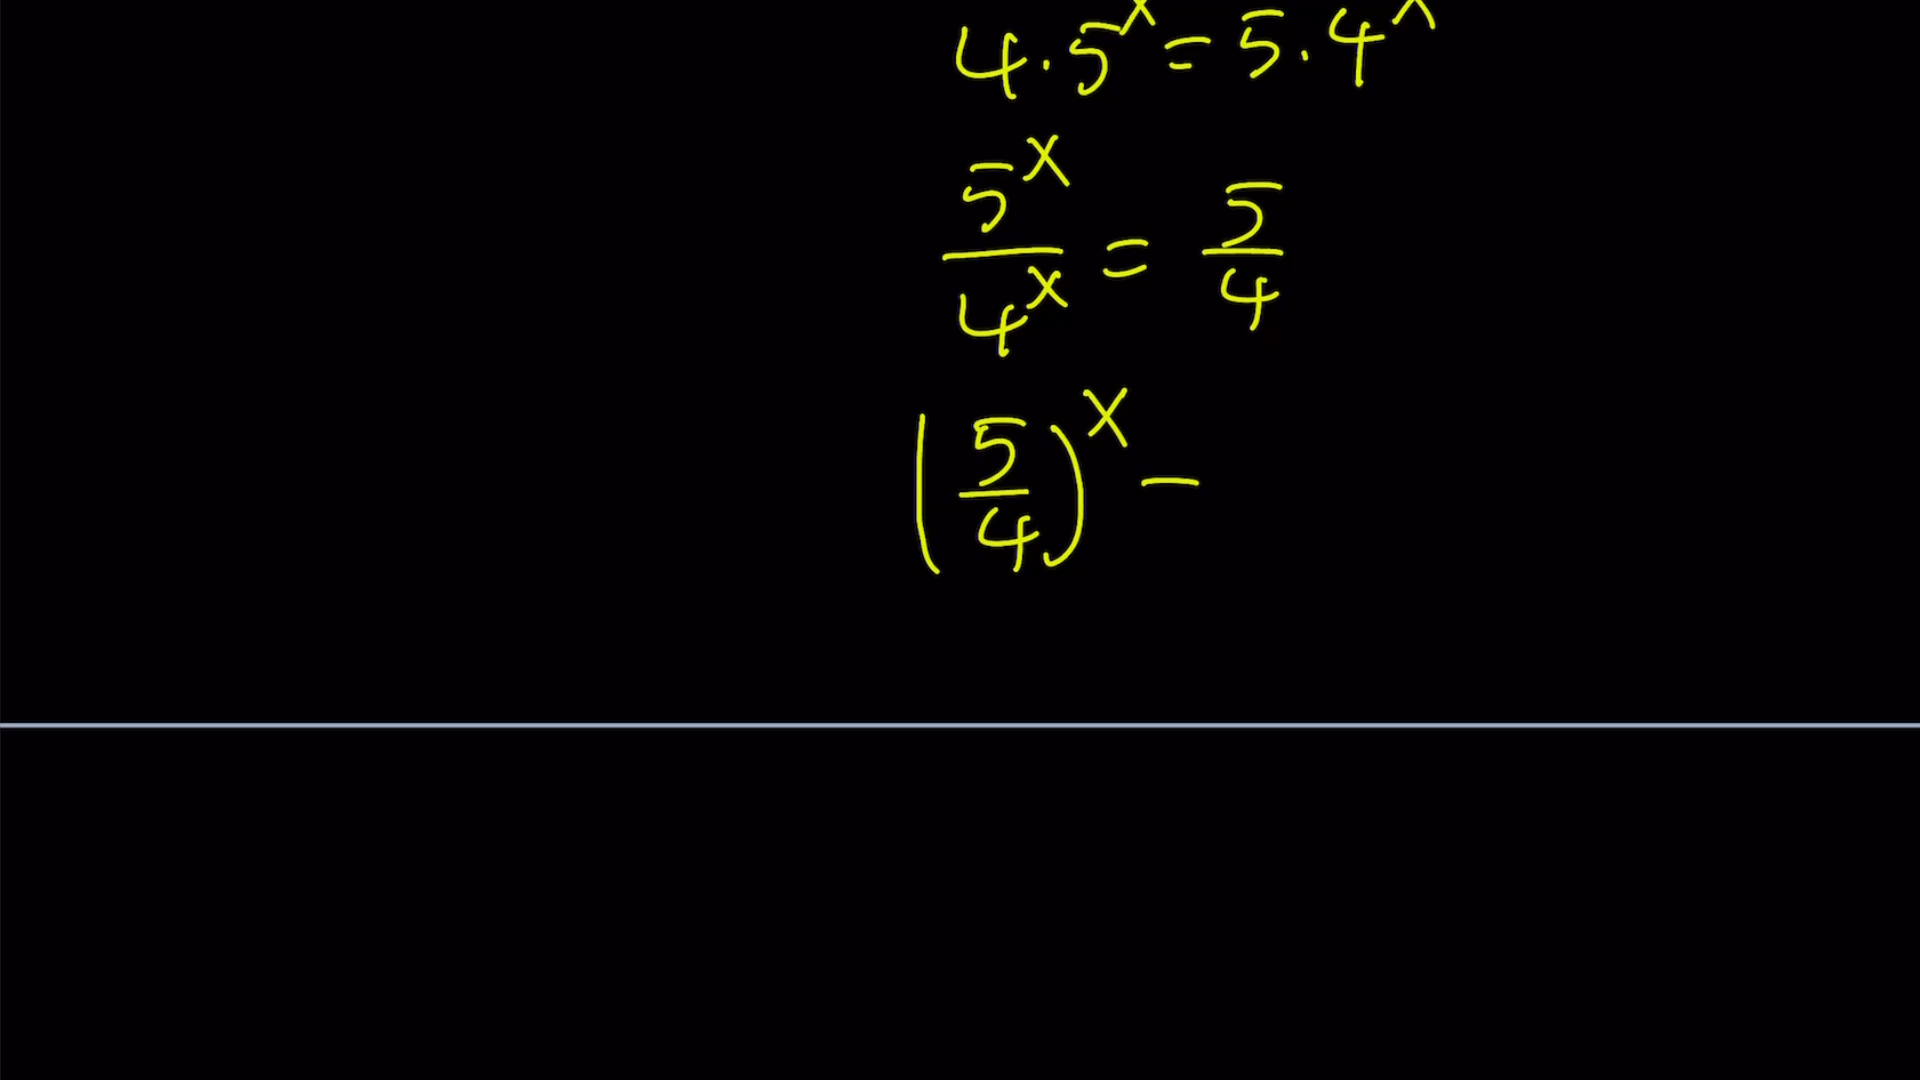 4·5^x = 5·4^x
5^x/4^x = 5/4
(5/4)^x −